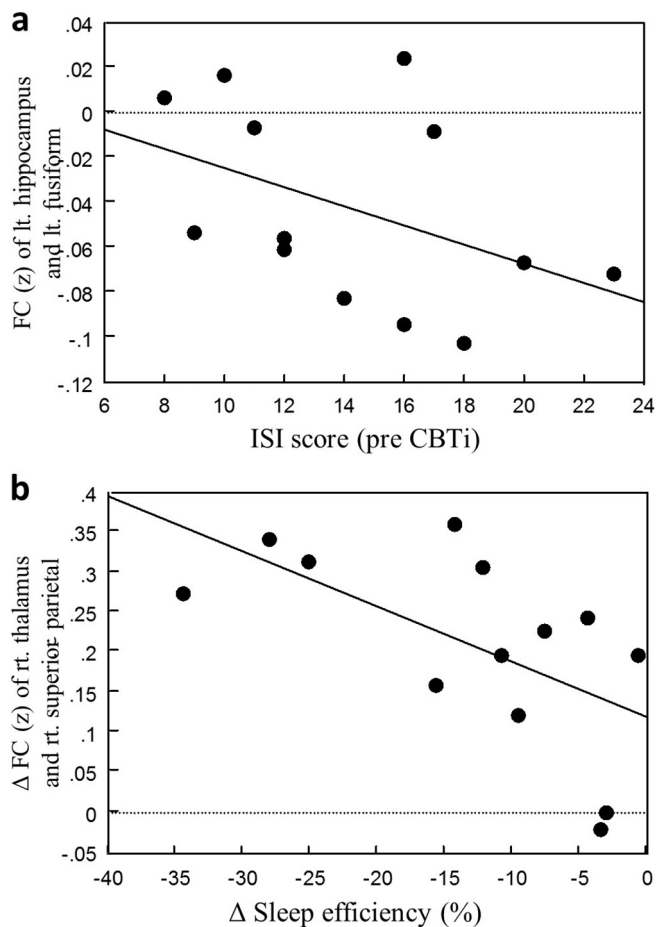 a
.04
.02
0
.02
.04
.06
.08
-.1
-.12
FC (z) of lt. hippocampus
and lt. fusiform
6 8 10 12 14 16 18 20 22 24
ISI score (pre CBTi)
b
.4
.35
.3
.25
.2
.15
.1
.05
0
-.05
Δ FC (z) of rt. thalamus
and rt. superior parietal
-40 -35 -30 -25 -20 -15 -10 -5 0
Δ Sleep efficiency (%)